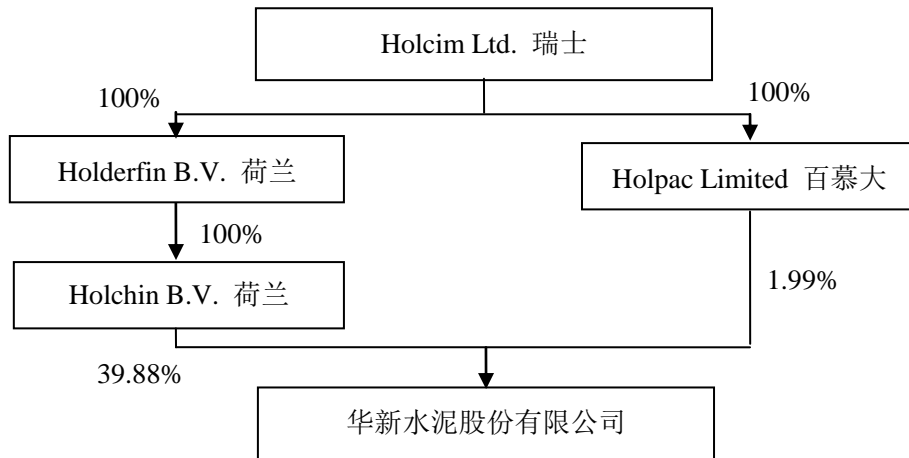 Holcim Ltd. 瑞士
100%
100%
Holderfin B.V. 荷兰
Holpac Limited 百慕大
100%
Holchin B.V. 荷兰
1.99%
39.88%
华新水泥股份有限公司